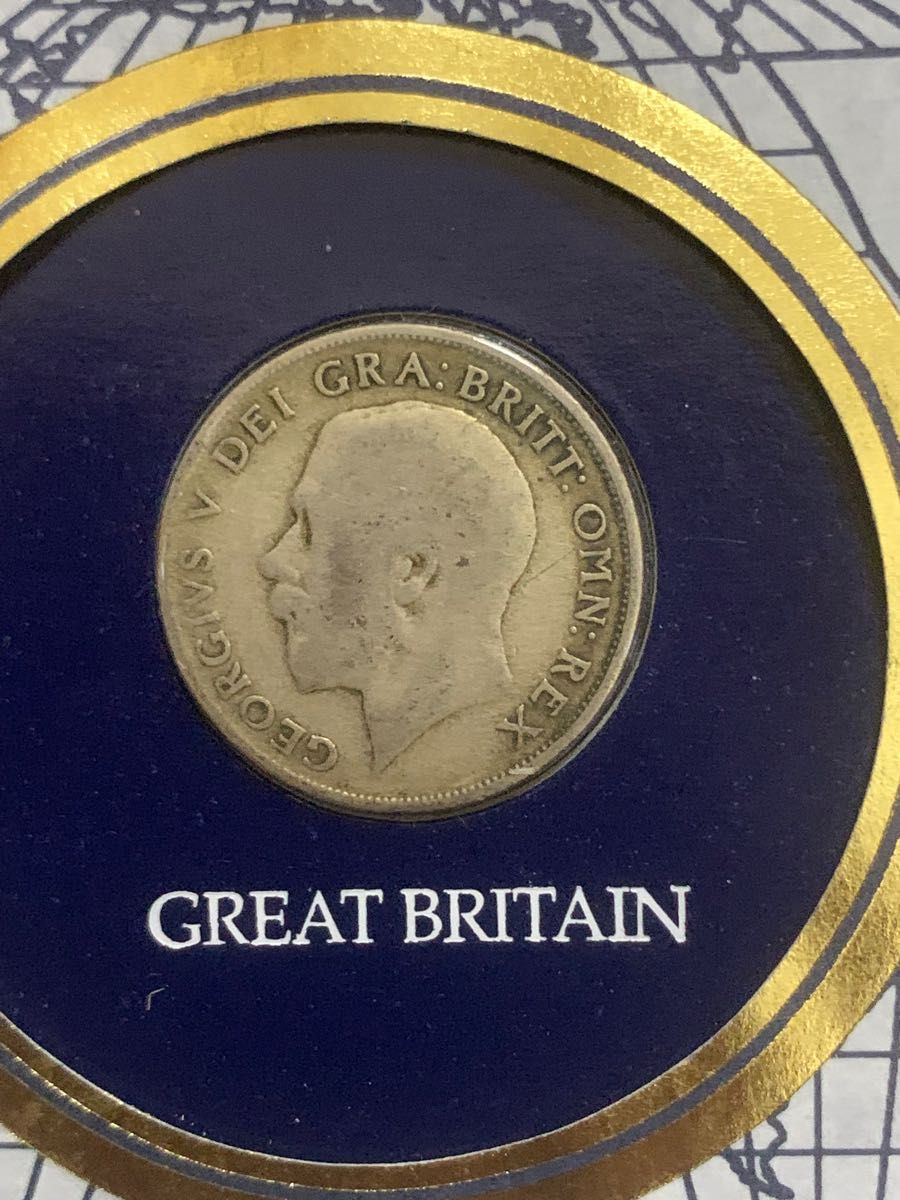 GEORGIVS V DEI GRA: BRITT: OMN: REX
GREAT BRITAIN